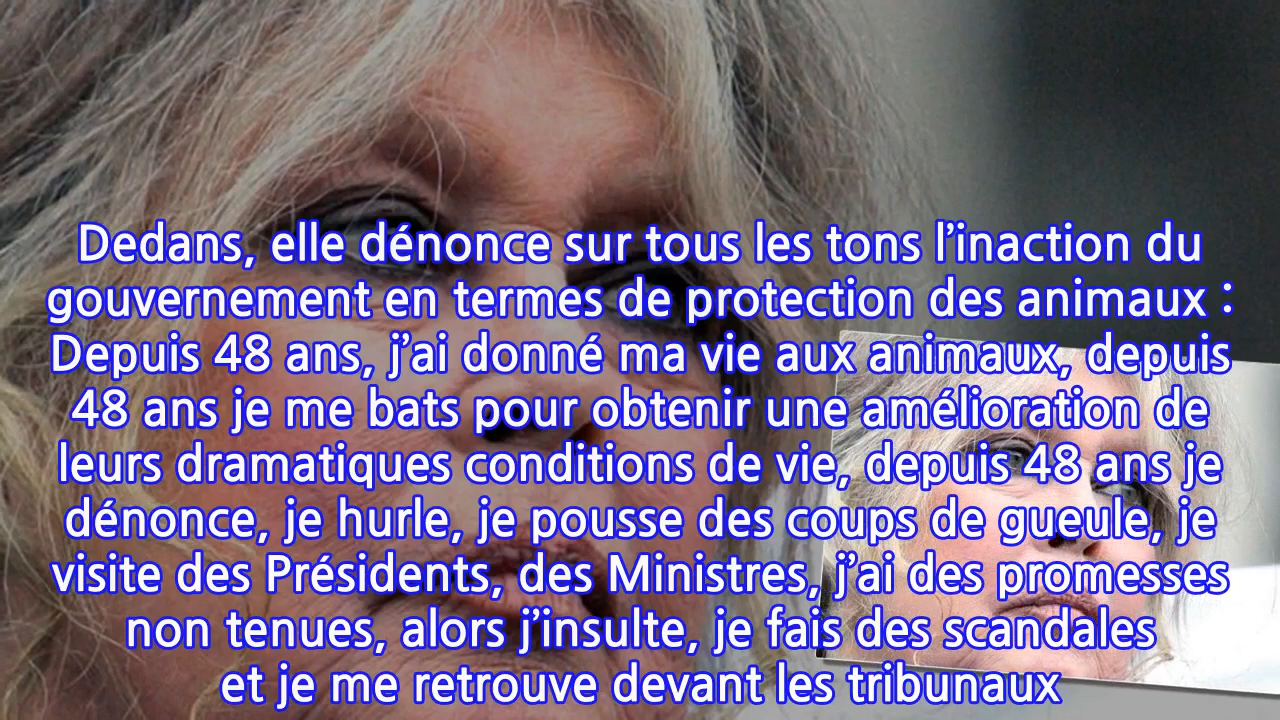 Dedans, elle dénonce sur tous les tons l’inaction du
gouvernement en termes de protection des animaux :
Depuis 48 ans, j’ai donné ma vie aux animaux, depuis
48 ans je me bats pour obtenir une amélioration de
leurs dramatiques conditions de vie, depuis 48 ans je
dénonce, je hurle, je pousse des coups de gueule, je
visite des Présidents, des Ministres, j’ai des promesses
non tenues, alors j’insulte, je fais des scandales
et je me retrouve devant les tribunaux